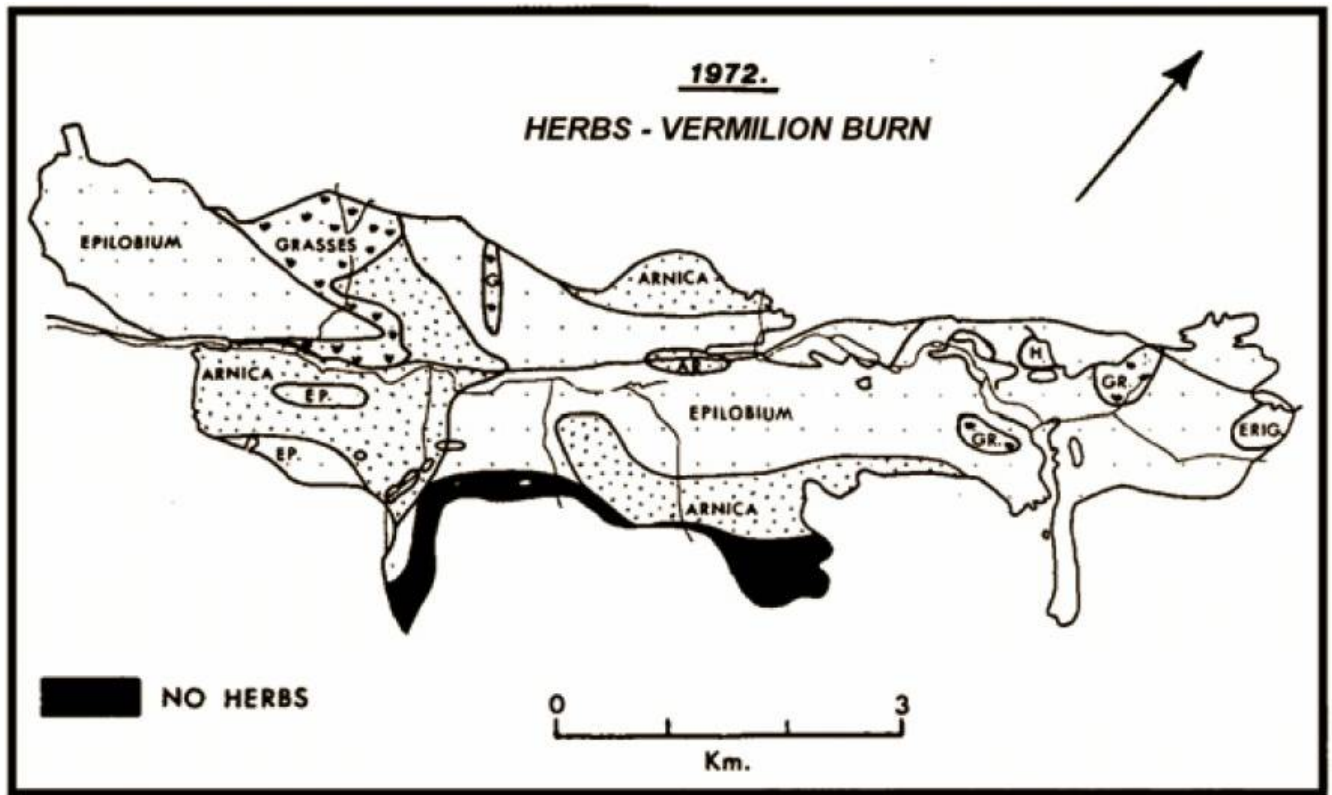 1972.
HERBS - VERMILION BURN
EPILOBIUM
GRASSES
G
ARNICA
ARNICA
EP.
EP.
AR.
EPILOBIUM
H
GR.
GR.
ERIG.
ARNICA
NO HERBS
0 3
Km.